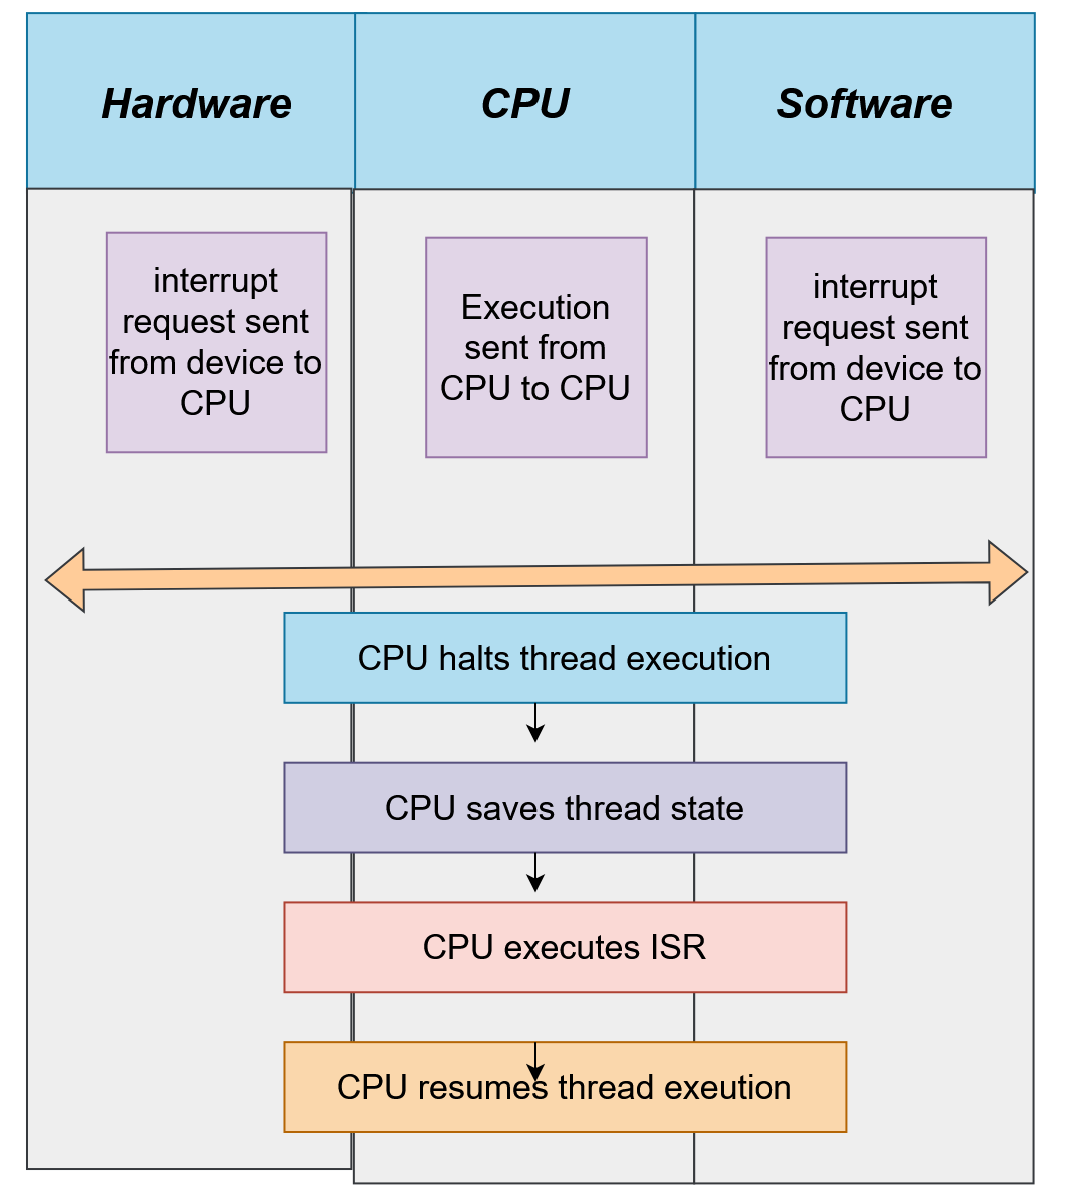 Hardware
CPU
Software
interrupt
request sent
from device to
CPU
Execution
sent from
CPU to CPU
interrupt
request sent
from device to
CPU
CPU halts thread execution
CPU saves thread state
CPU executes ISR
CPU resumes thread exeution